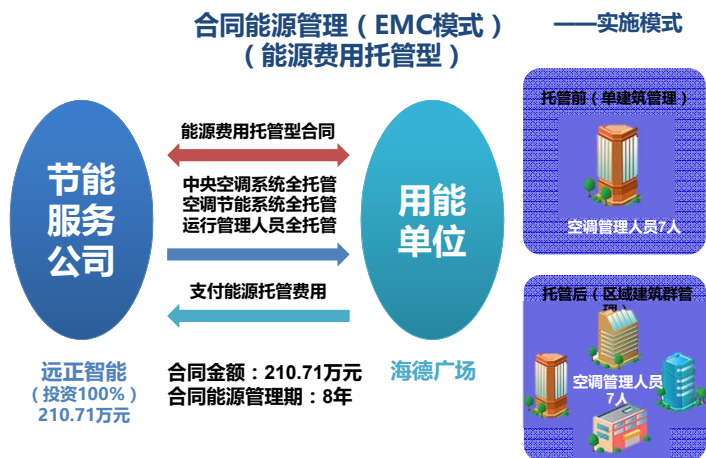 合同能源管理（EMC模式）
（能源费用托管型）
——实施模式
节能
服务
公司
能源费用托管型合同
中央空调系统全托管
空调节能系统全托管
运行管理人员全托管
支付能源托管费用
用能
单位
远正智能
（投资100%）
210.71万元
合同金额：210.71万元
合同能源管理期：8年
海德广场
托管前（单建筑管理）
空调管理人员7人
托管后（区域建筑群管
理）
空调管理人员
7人